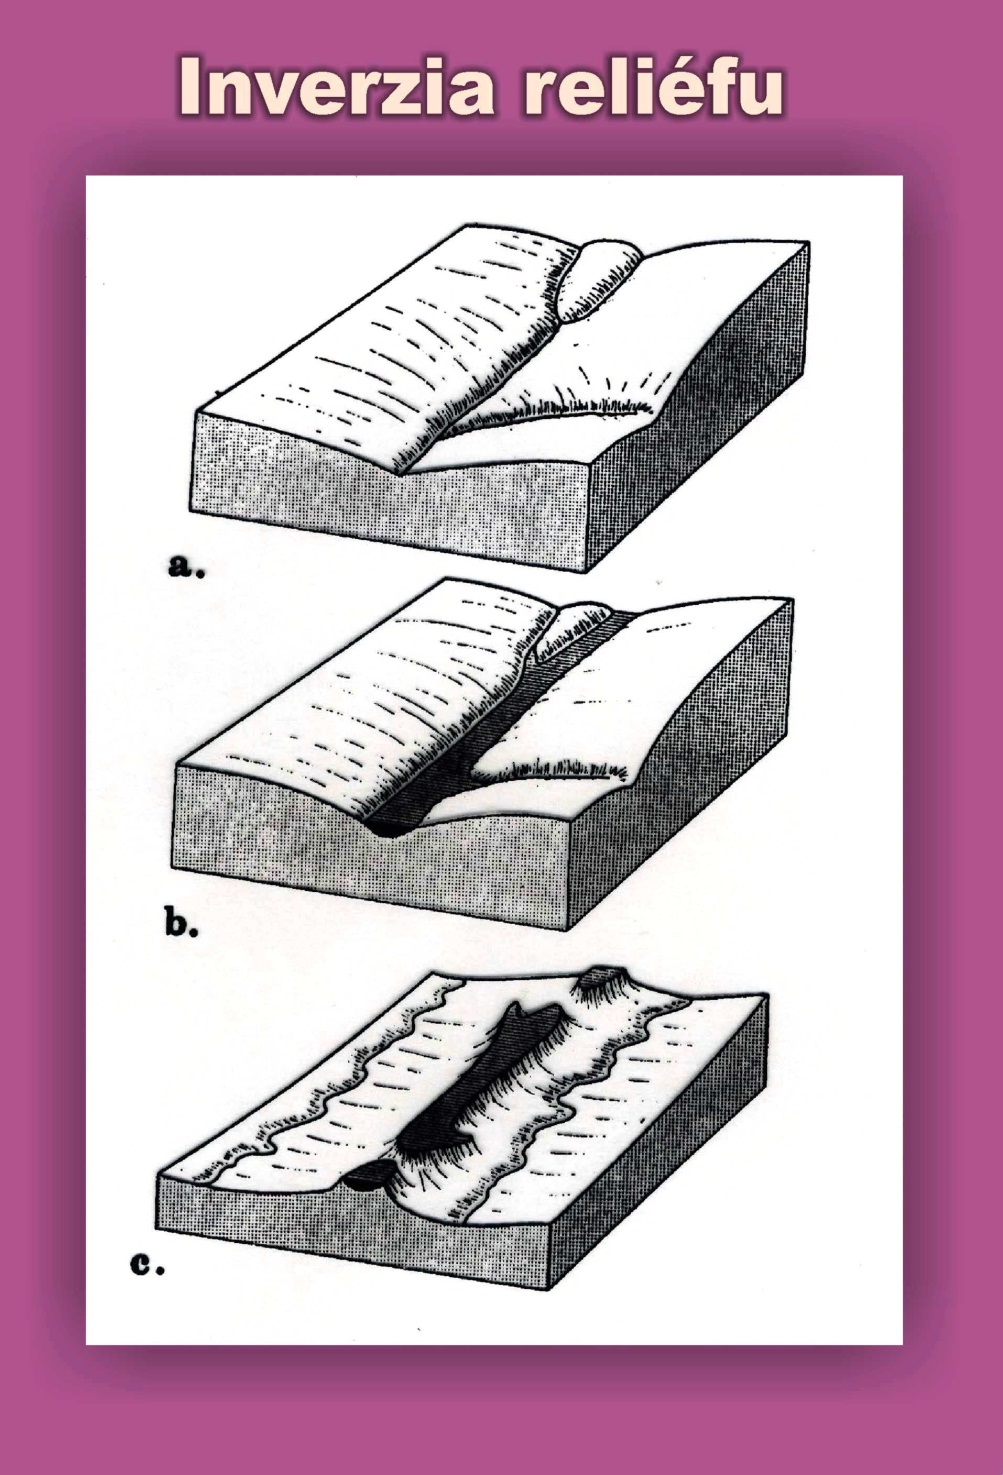 Inverzia reliéfu
a.
b.
c.